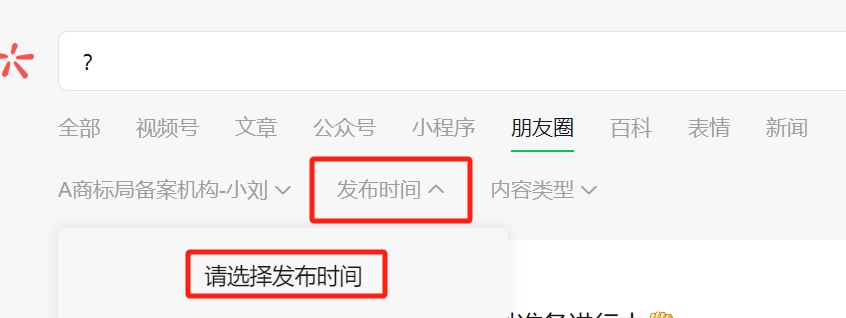 ?
全部 视频号 文章 公众号 小程序 朋友圈 百科 表情 新闻
A商标局备案机构-小刘 发布时间 内容类型
请选择发布时间